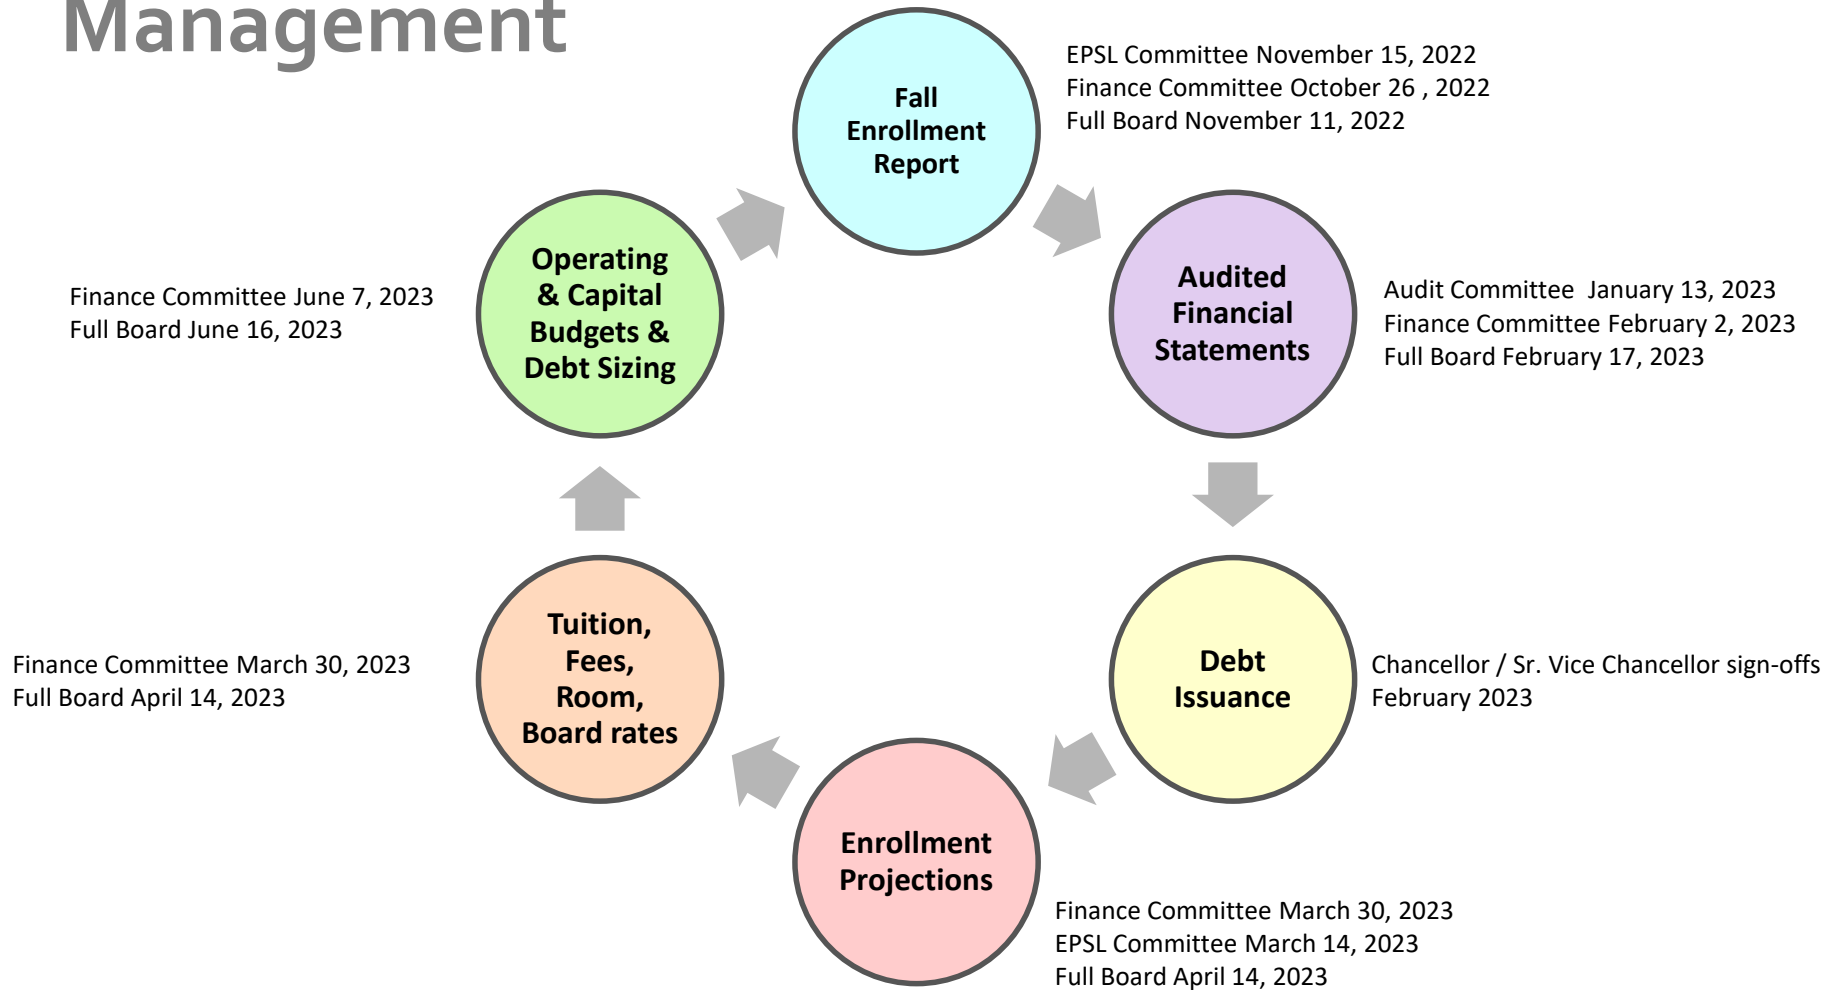 Management
Fall
Enrollment
Report
EPSL Committee November 15, 2022
Finance Committee October 26 , 2022
Full Board November 11, 2022
Audited
Financial
Statements
Audit Committee  January 13, 2023
Finance Committee February 2, 2023
Full Board February 17, 2023
Debt
Issuance
Chancellor / Sr. Vice Chancellor sign-offs
February 2023
Enrollment
Projections
Finance Committee March 30, 2023
EPSL Committee March 14, 2023
Full Board April 14, 2023
Tuition,
Fees,
Room,
Board rates
Finance Committee March 30, 2023
Full Board April 14, 2023
Operating
& Capital
Budgets &
Debt Sizing
Finance Committee June 7, 2023
Full Board June 16, 2023